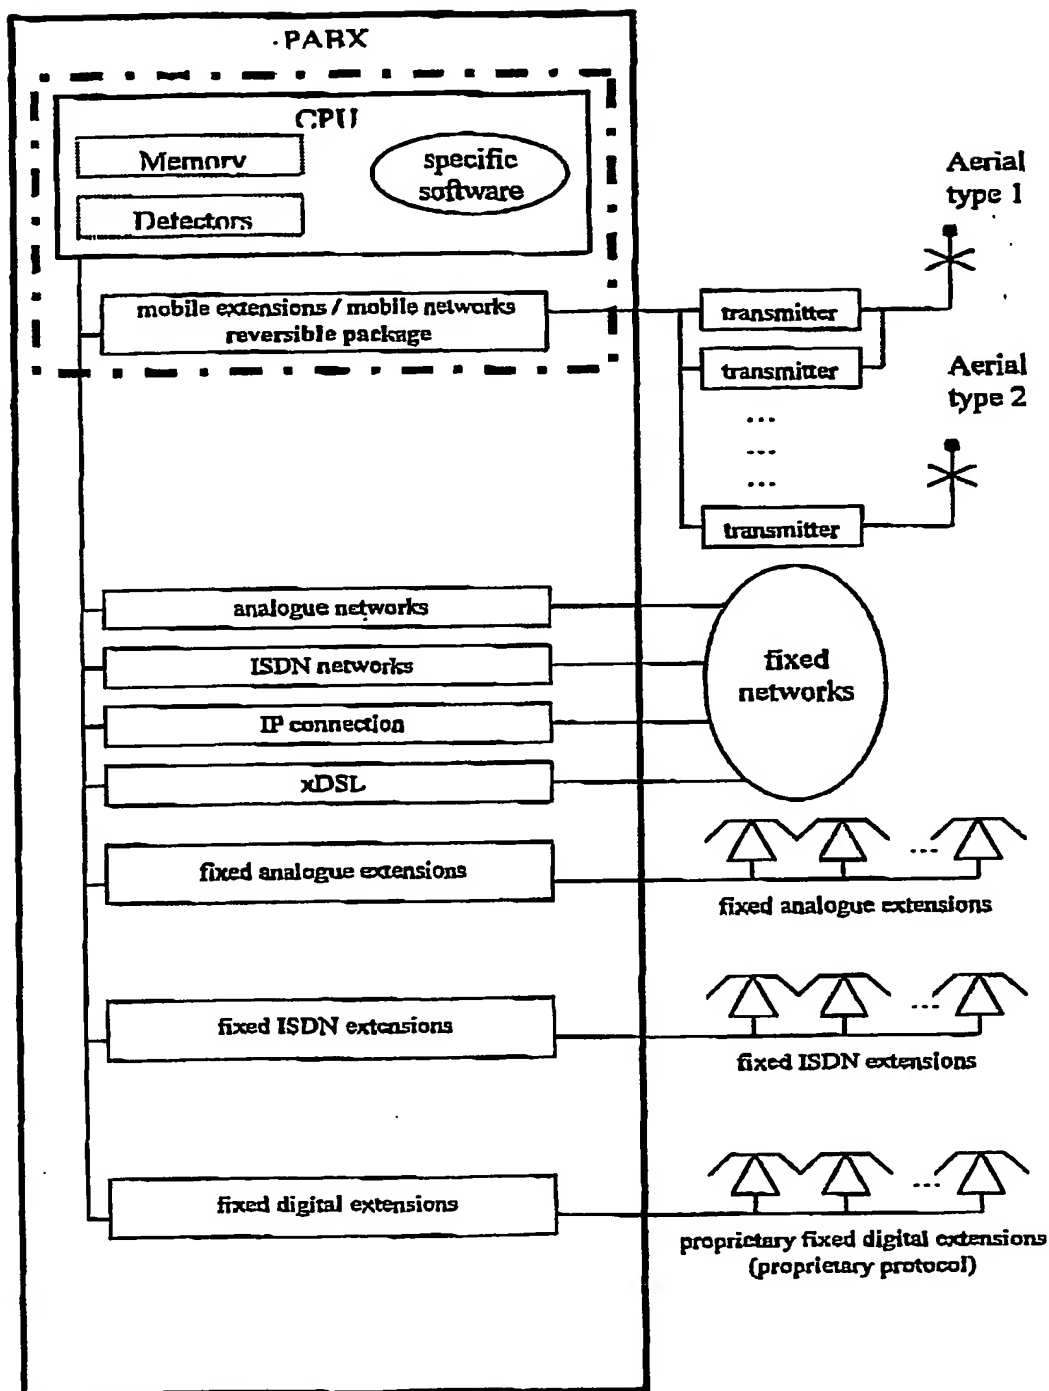 PABX
CPU
Memory
Detectors
specific
software
mobile extensions / mobile networks
reversible package
transmitter
transmitter
...
...
...
transmitter
Aerial
type 1
Aerial
type 2
analogue networks
ISDN networks
IP connection
xDSL
fixed
networks
fixed analogue extensions
...
fixed analogue extensions
fixed ISDN extensions
...
fixed ISDN extensions
fixed digital extensions
...
proprietary fixed digital extensions
(proprietary protocol)